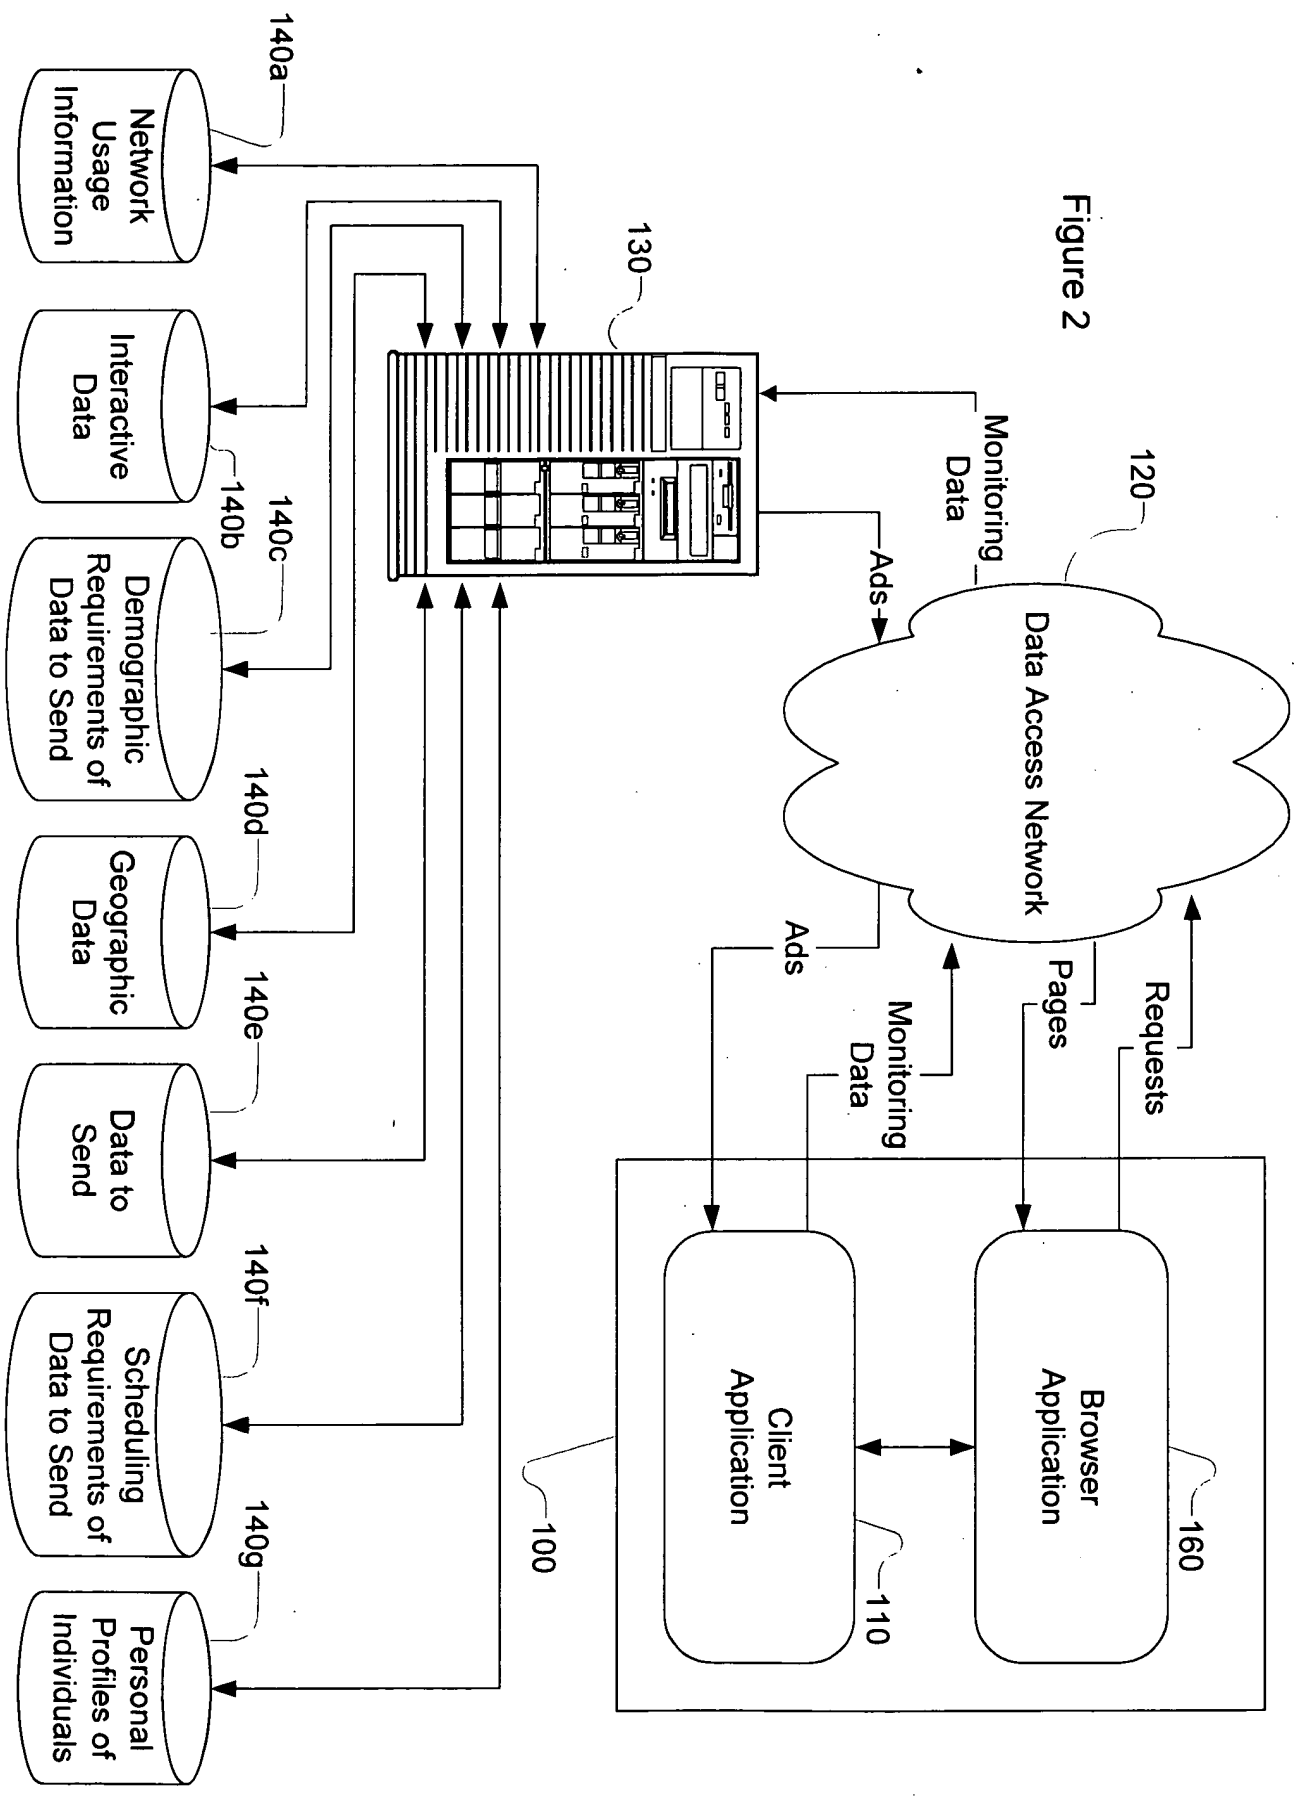 Figure 2
120
Data Access Network
Requests
Pages
Monitoring
Data
Ads
Monitoring
Data
Ads
130
Browser
Application
160
Client
Application
110
100
140a
Network
Usage
Information
Interactive
Data
140b
140c
Demographic
Requirements of
Data to Send
140d
Geographic
Data
140e
Data to
Send
140f
Scheduling
Requirements of
Data to Send
140g
Personal
Profiles of
Individuals